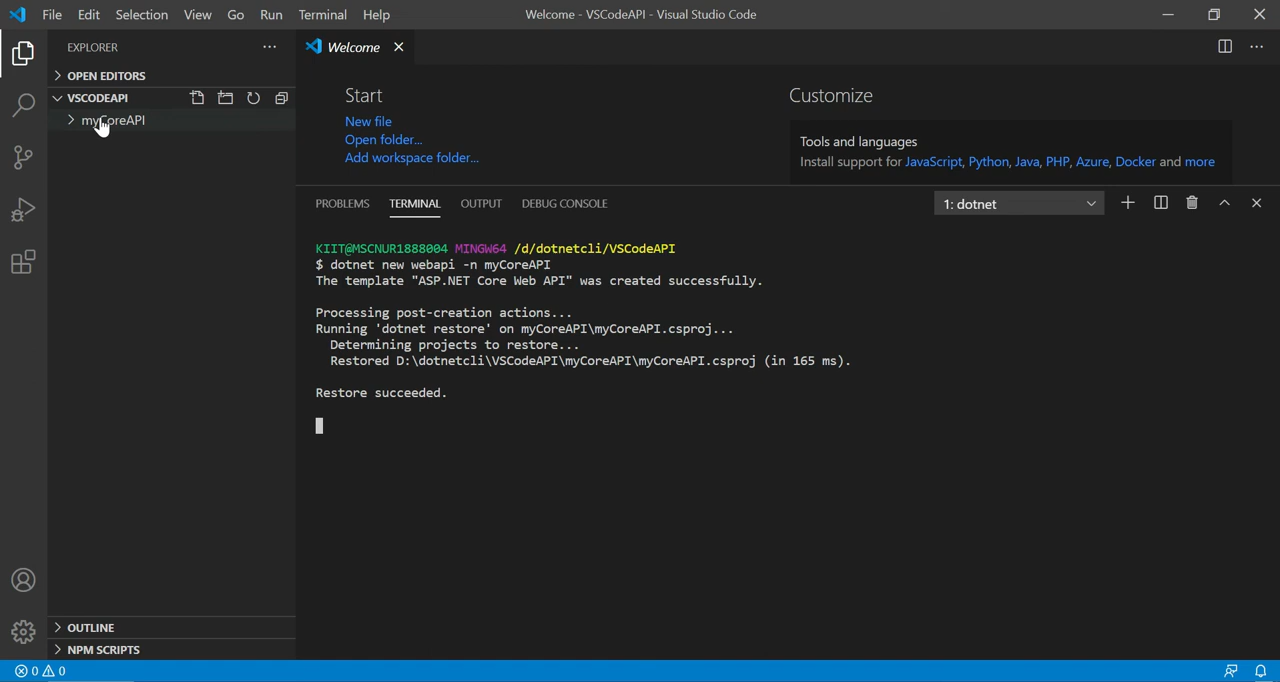 File Edit Selection View Go Run Terminal Help
Welcome - VSCodeAPI - Visual Studio Code
EXPLORER
OPEN EDITORS
VSCODEAPI
myCoreAPI
OUTLINE
NPM SCRIPTS
Welcome
Start
New file
Open folder...
Add workspace folder...
Customize
Tools and languages
Install support for JavaScript, Python, Java, PHP, Azure, Docker and more
PROBLEMS TERMINAL OUTPUT DEBUG CONSOLE
1: dotnet
KIIT@MSCNUR1888004 MINGW64 /d/dotnetcli/VSCodeAPI
$ dotnet new webapi -n myCoreAPI
The template "ASP.NET Core Web API" was created successfully.
Processing post-creation actions...
Running 'dotnet restore' on myCoreAPI\myCoreAPI.csproj...
Determining projects to restore...
Restored D:\dotnetcli\VSCodeAPI\myCoreAPI\myCoreAPI.csproj (in 165 ms).
Restore succeeded.
0 0